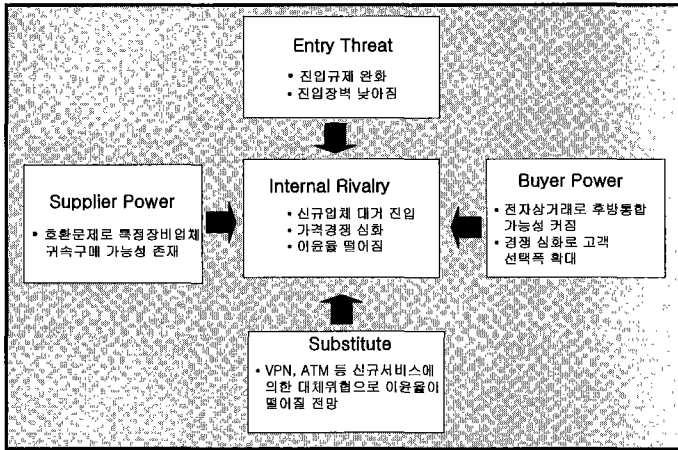 Entry Threat
• 진입규제 완화
• 진입장벽 낮아짐
Supplier Power
• 호환문제로 특정장비업체
귀속구매 가능성 존재
Internal Rivalry
• 신규업체 대거 진입
• 가격경쟁 심화
• 이윤율 떨어짐
Buyer Power
• 전자상거래로 후방통합
가능성 커짐
• 경쟁 심화로 고객
선택폭 확대
Substitute
• VPN, ATM 등 신규서비스에
의한 대체위협으로 이윤율이
떨어질 전망